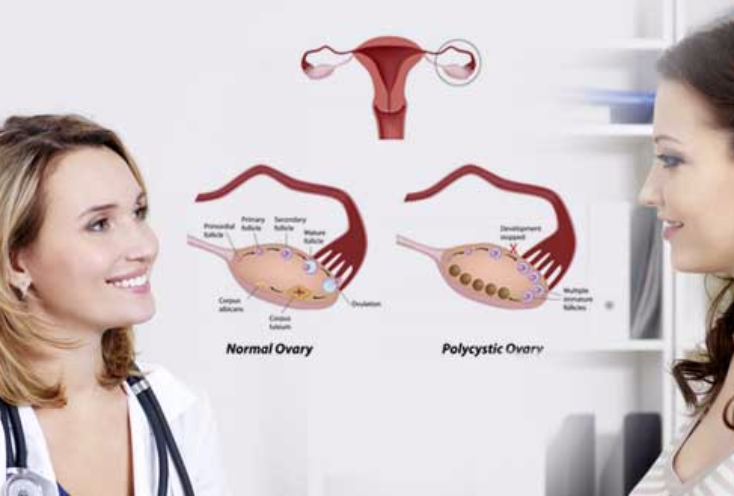 Primordial
follicle
Primary
follicle
Secondary
follicle
Mature
follicle
Ovulation
Corpus
albicans
Corpus
luteum
Normal Ovary
Development
stopped
X
Multiple
immature
follicles
Polycystic Ovary